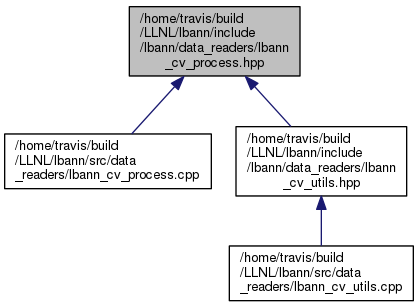 /home/travis/build
/LLNL/lbann/include
/lbann/data_readers/lbann
_cv_process.hpp
/home/travis/build
/LLNL/lbann/src/data
_readers/lbann_cv_process.cpp
/home/travis/build
/LLNL/lbann/include
/lbann/data_readers/lbann
_cv_utils.hpp
/home/travis/build
/LLNL/lbann/src/data
_readers/lbann_cv_utils.cpp